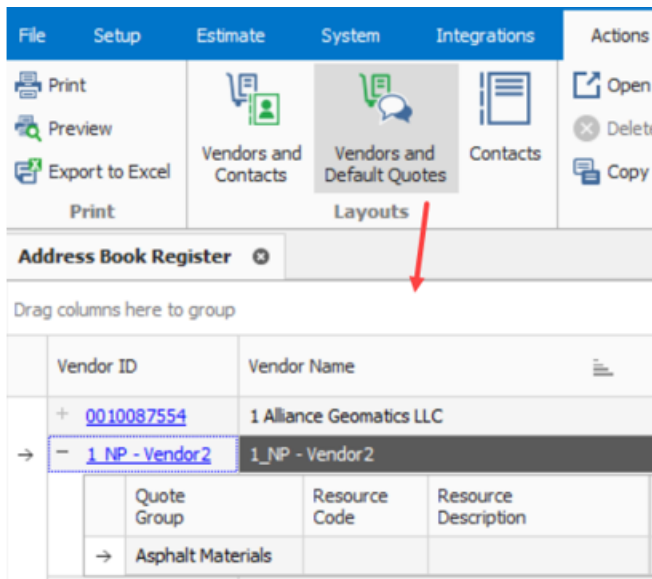 File Setup Estimate System Integrations Actions
Print
Preview
Export to Excel
Vendors and Contacts
Vendors and Default Quotes
Contacts
Open
Delete
Copy
Print Layouts
Address Book Register
Drag columns here to group
Vendor ID Vendor Name
0010087554 1 Alliance Geomatics LLC
1_NP - Vendor2 1_NP - Vendor2
Quote Group Resource Code Resource Description
Asphalt Materials